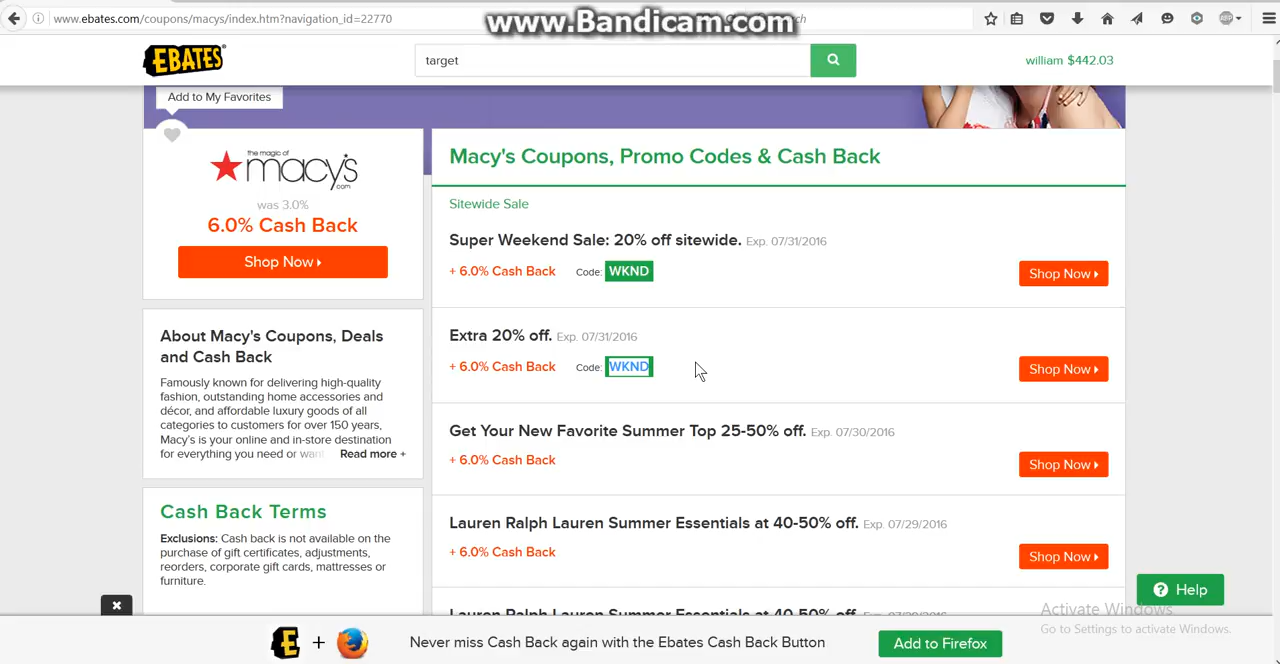 www.ebates.com/coupons/macys/index.htm?navigation_id=22770
www.Bandicam.com
EBATES
target
william $442.03
Add to My Favorites
the magic of
macy's
.com
was 3.0%
6.0% Cash Back
Shop Now
About Macy's Coupons, Deals
and Cash Back
Famously known for delivering high-quality
fashion, outstanding home accessories and
décor, and affordable luxury goods of all
categories to customers for over 150 years,
Macy's is your online and in-store destination
for everything you need or want Read more +
Cash Back Terms
Exclusions: Cash back is not available on the
purchase of gift certificates, adjustments,
reorders, corporate gift cards, mattresses or
furniture.
Macy's Coupons, Promo Codes & Cash Back
Sitewide Sale
Super Weekend Sale: 20% off sitewide. Exp. 07/31/2016
+ 6.0% Cash Back Code: WKND
Shop Now
Extra 20% off. Exp. 07/31/2016
+ 6.0% Cash Back Code: WKND
Shop Now
Get Your New Favorite Summer Top 25-50% off. Exp. 07/30/2016
+ 6.0% Cash Back
Shop Now
Lauren Ralph Lauren Summer Essentials at 40-50% off. Exp. 07/29/2016
+ 6.0% Cash Back
Shop Now
Lauren Ralph Lauren Summer Essentials at 40-50% off.
Help
Activate Windows
Go to Settings to activate Windows.
E + Never miss Cash Back again with the Ebates Cash Back Button
Add to Firefox